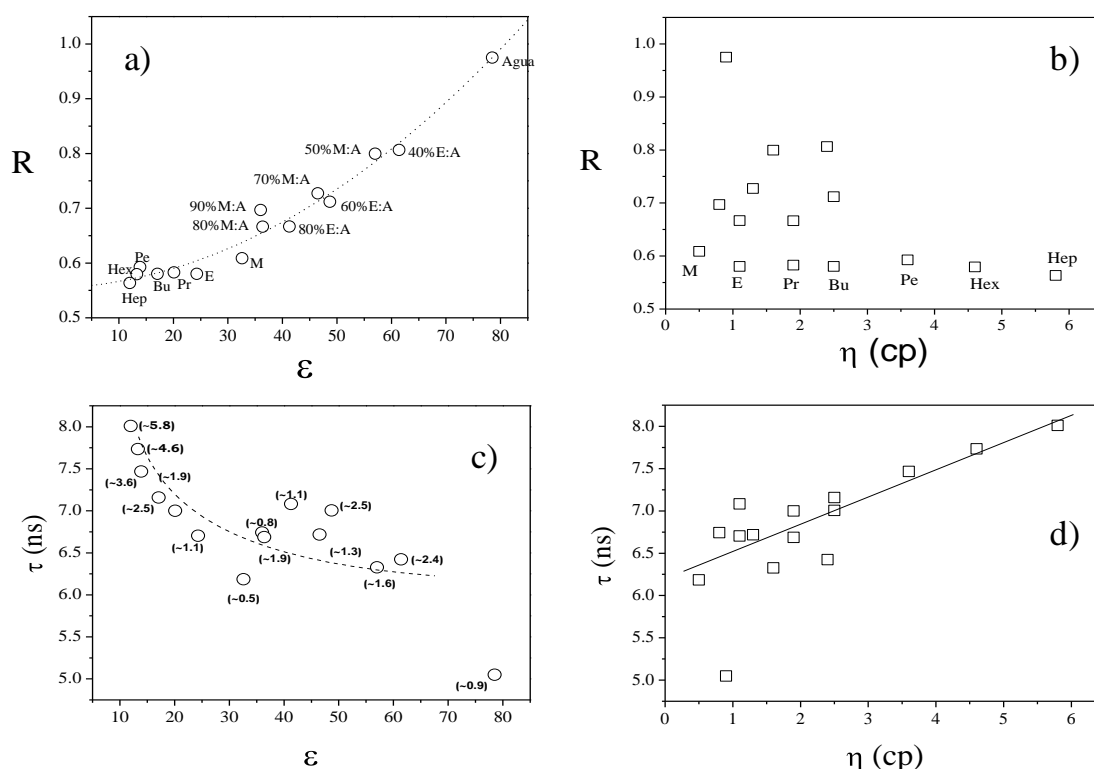 a)
1.0
0.9
0.8
0.7
0.6
0.5
R
Agua
50%M:A
40%E:A
70%M:A
60%E:A
90%M:A
80%M:A
80%E:A
Pe
Hex
Hep
Bu
Pr
E
M
10 20 30 40 50 60 70 80
ε
b)
1.0
0.9
0.8
0.7
0.6
0.5
R
M
E
Pr
Bu
Pe
Hex
Hep
1 2 3 4 5 6
η (cp)
c)
8.0
7.5
7.0
6.5
6.0
5.5
5.0
τ (ns)
(~5.8)
(~4.6)
(~3.6)
(~1.9)
(~2.5)
(~1.1)
(~0.5)
(~0.8)
(~1.9)
(~1.1)
(~1.3)
(~2.5)
(~1.6)
(~2.4)
(~0.9)
10 20 30 40 50 60 70 80
ε
d)
8.0
7.5
7.0
6.5
6.0
5.5
5.0
τ (ns)
1 2 3 4 5 6
η (cp)